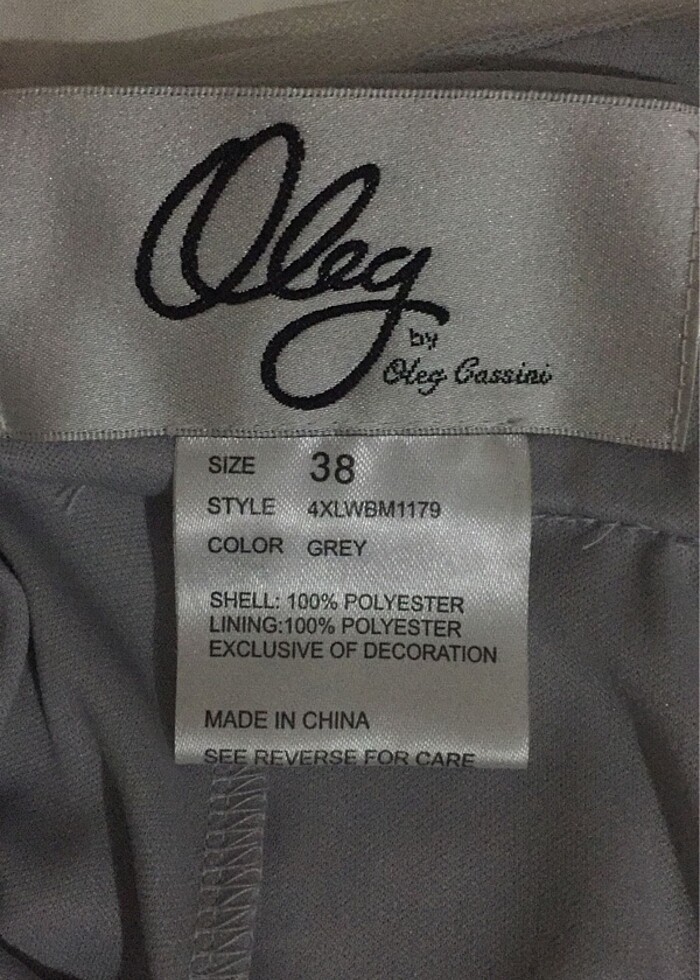 Oleg
by
Oleg Cassini
SIZE 38
STYLE 4XLWBM1179
COLOR GREY
SHELL: 100% POLYESTER
LINING:100% POLYESTER
EXCLUSIVE OF DECORATION
MADE IN CHINA
SEE REVERSE FOR CARE